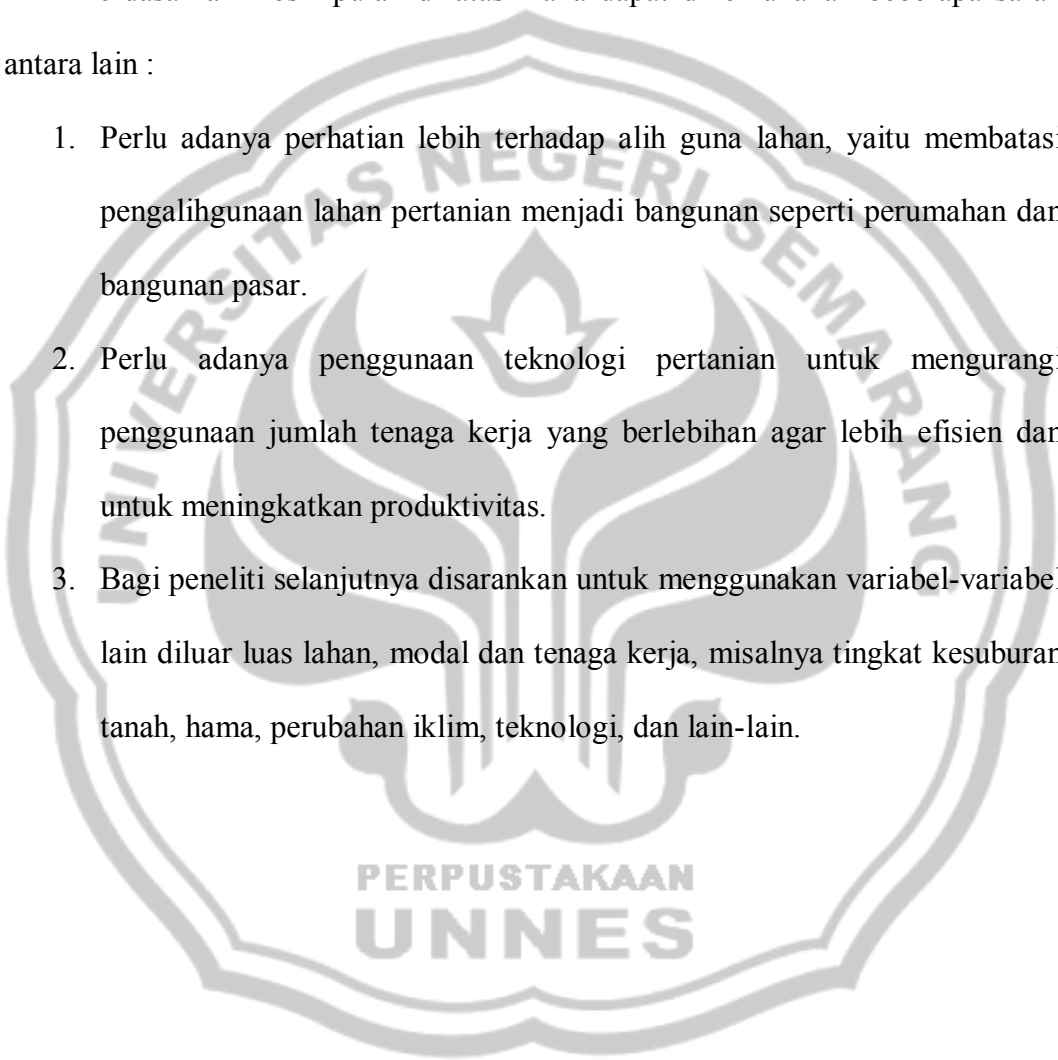 antara lain :
1. Perlu adanya perhatian lebih terhadap alih guna lahan, yaitu membatasi
pengalihgunaan lahan pertanian menjadi bangunan seperti perumahan dan
bangunan pasar.
2. Perlu adanya penggunaan teknologi pertanian untuk mengurangi
penggunaan jumlah tenaga kerja yang berlebihan agar lebih efisien dan
untuk meningkatkan produktivitas.
3. Bagi peneliti selanjutnya disarankan untuk menggunakan variabel-variabel
lain diluar luas lahan, modal dan tenaga kerja, misalnya tingkat kesuburan
tanah, hama, perubahan iklim, teknologi, dan lain-lain.
UNIVERSITAS NEGERI SEMARANG
PERPUSTAKAAN
UNNES